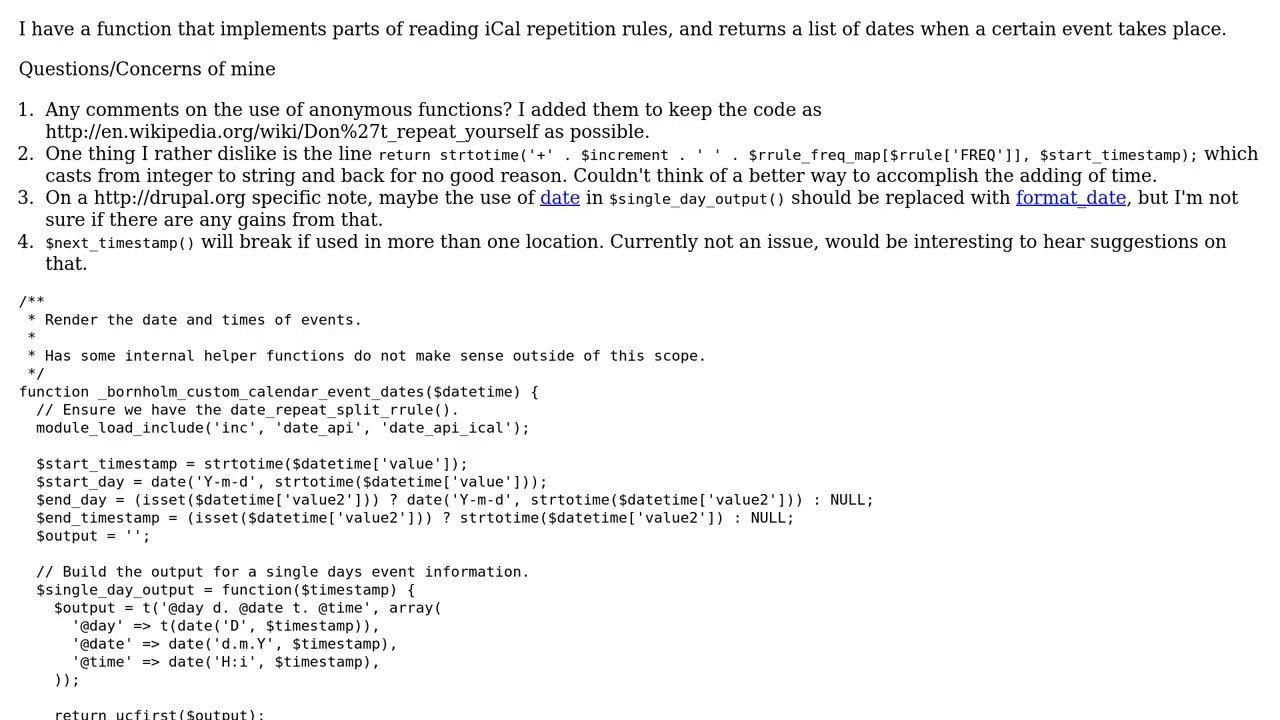 I have a function that implements parts of reading iCal repetition rules, and returns a list of dates when a certain event takes place.
Questions/Concerns of mine
1. Any comments on the use of anonymous functions? I added them to keep the code as
http://en.wikipedia.org/wiki/Don%27t_repeat_yourself as possible.
2. One thing I rather dislike is the line return strtotime('+' . $increment . ' ' . $rrule_freq_map[$rrule['FREQ']], $start_timestamp); which
casts from integer to string and back for no good reason. Couldn't think of a better way to accomplish the adding of time.
3. On a http://drupal.org specific note, maybe the use of date in $single_day_output() should be replaced with format_date, but I'm not
sure if there are any gains from that.
4. $next_timestamp() will break if used in more than one location. Currently not an issue, would be interesting to hear suggestions on
that.
/**
 * Render the date and times of events.
 *
 * Has some internal helper functions do not make sense outside of this scope.
 */
function _bornholm_custom_calendar_event_dates($datetime) {
  // Ensure we have the date_repeat_split_rrule().
  module_load_include('inc', 'date_api', 'date_api_ical');
  $start_timestamp = strtotime($datetime['value']);
  $start_day = date('Y-m-d', strtotime($datetime['value']));
  $end_day = (isset($datetime['value2'])) ? date('Y-m-d', strtotime($datetime['value2'])) : NULL;
  $end_timestamp = (isset($datetime['value2'])) ? strtotime($datetime['value2']) : NULL;
  $output = '';
  // Build the output for a single days event information.
  $single_day_output = function($timestamp) {
    $output = t('@day d. @date t. @time', array(
      '@day' => t(date('D', $timestamp)),
      '@date' => date('d.m.Y', $timestamp),
      '@time' => date('H:i', $timestamp),
    ));
    return ucfirst($output);